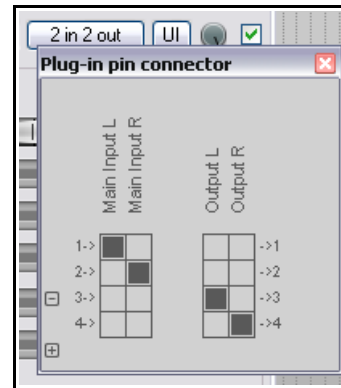 2 in 2 out UI
Plug-in pin connector
Main Input L
Main Input R
Output L
Output R
1-> ->1
2-> ->2
3-> ->3
4-> ->4